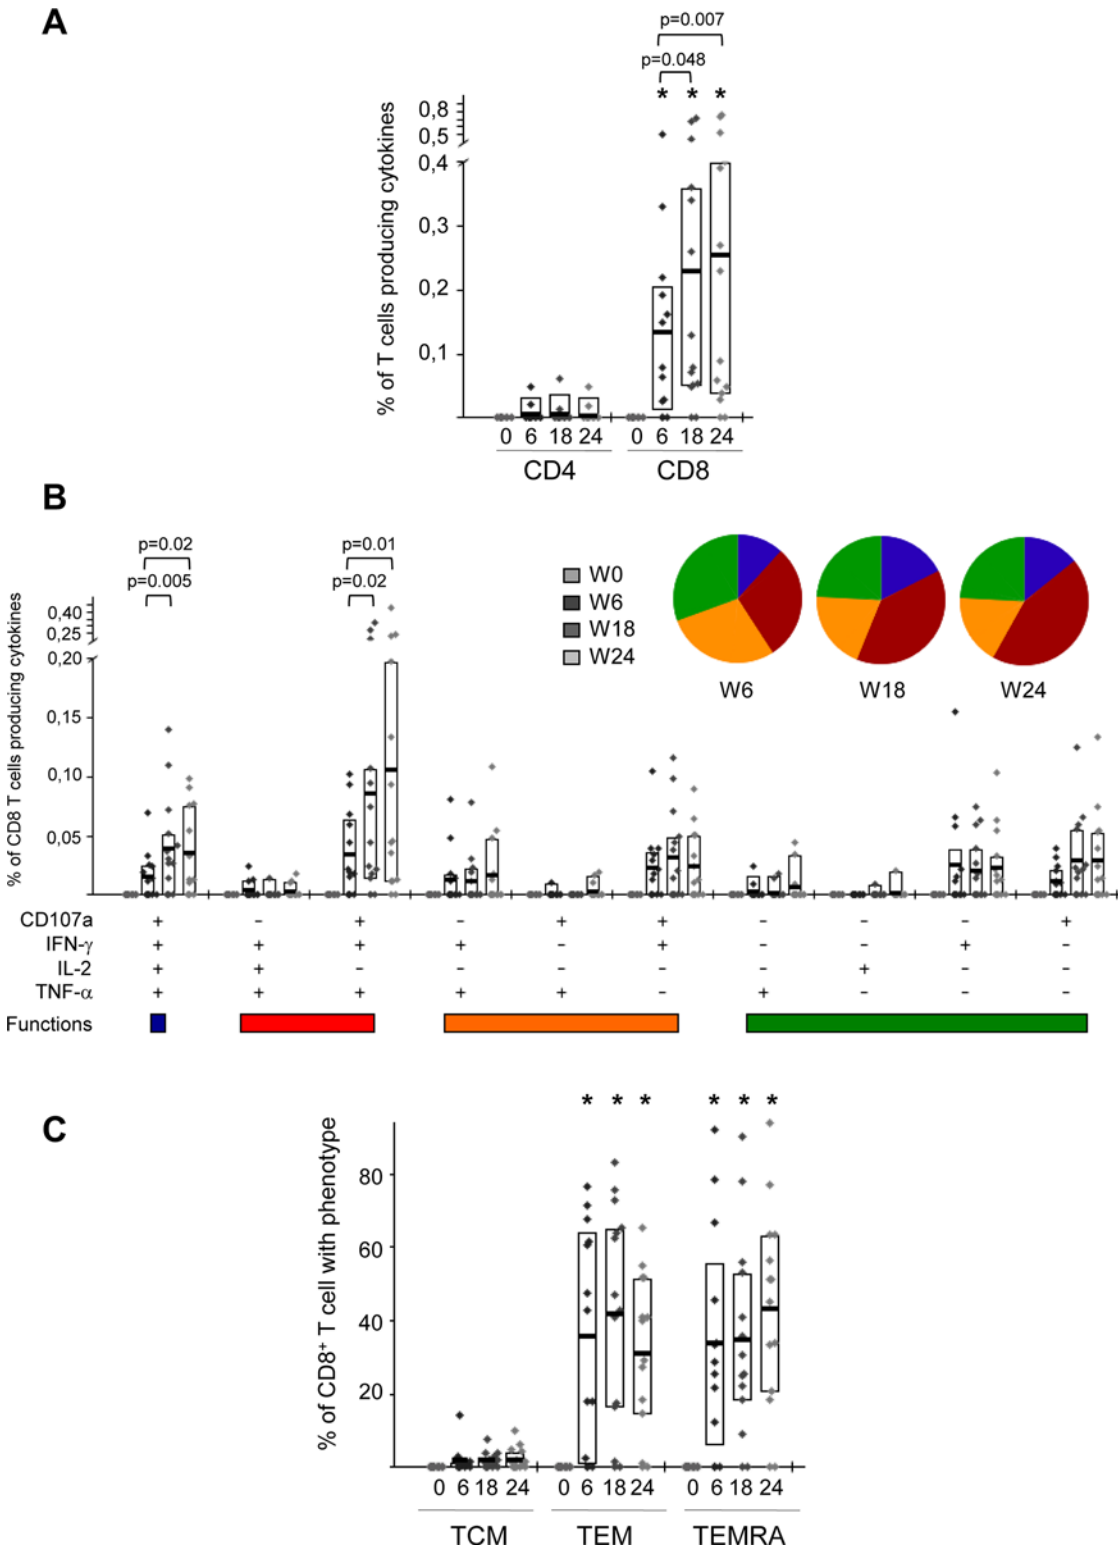 A
p=0.007
p=0.048
* * *
% of T cells producing cytokines
0,8
0,5
0,4
0,3
0,2
0,1
0 6 18 24 0 6 18 24
CD4 CD8
B
p=0.02
p=0.005
p=0.01
p=0.02
W0
W6
W18
W24
W6 W18 W24
% of CD8 T cells producing cytokines
0,40
0,25
0,20
0,15
0,10
0,05
CD107a + – + – + + – – – +
IFN-γ + + + + – + – – + –
IL-2 + + – – – – – + – –
TNF-α + + + + + – + – – –
Functions
C
* * * * * *
% of CD8⁺ T cell with phenotype
80
60
40
20
0 6 18 24 0 6 18 24 0 6 18 24
TCM TEM TEMRA